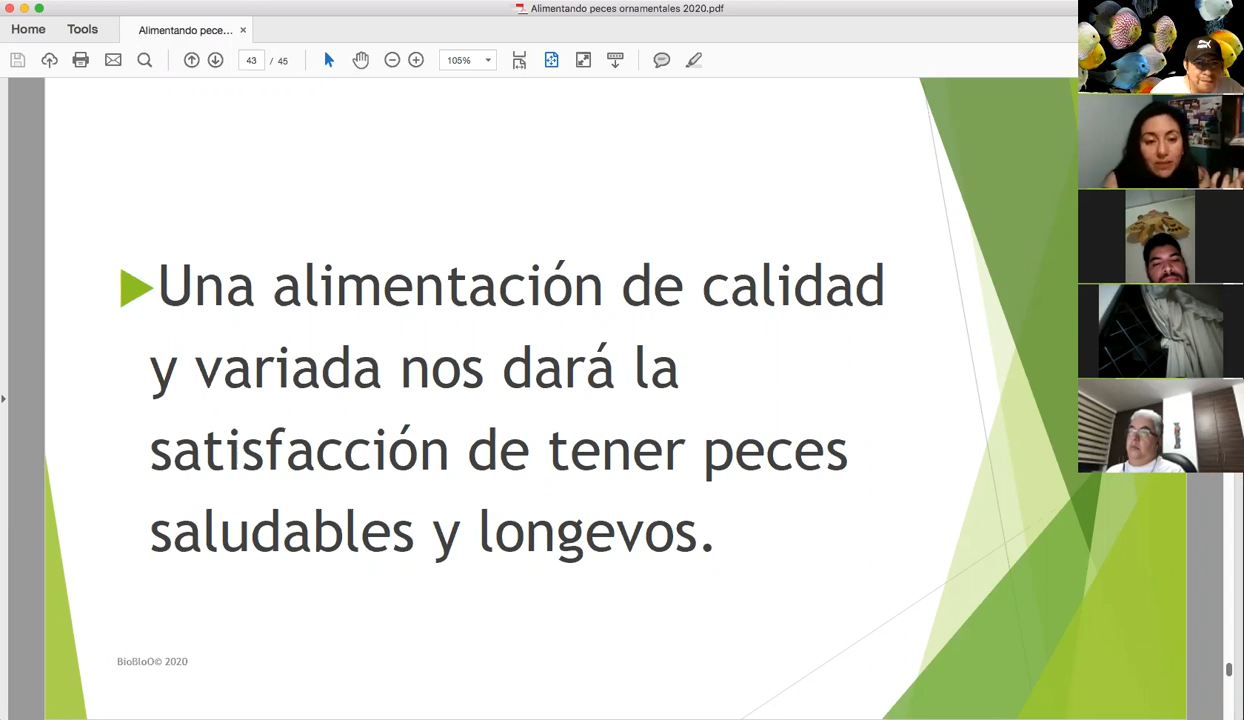 Alimentando peces ornamentales 2020.pdf
Home Tools Alimentando pece... ×
43 / 45 105%
Una alimentación de calidad
y variada nos dará la
satisfacción de tener peces
saludables y longevos.
BioBloO© 2020